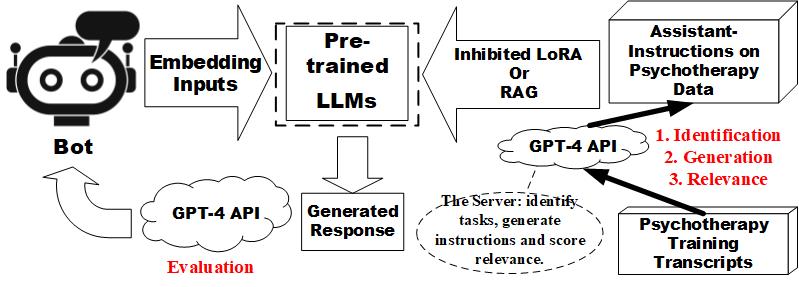 Bot
Embedding
Inputs
Pre-
trained
LLMs
Inhibited LoRA
Or
RAG
Assistant-
Instructions on
Psychotherapy
Data
GPT-4 API
1. Identification
2. Generation
3. Relevance
The Server: identify
tasks, generate
instructions and score
relevance.
Psychotherapy
Training
Transcripts
Generated
Response
GPT-4 API
Evaluation